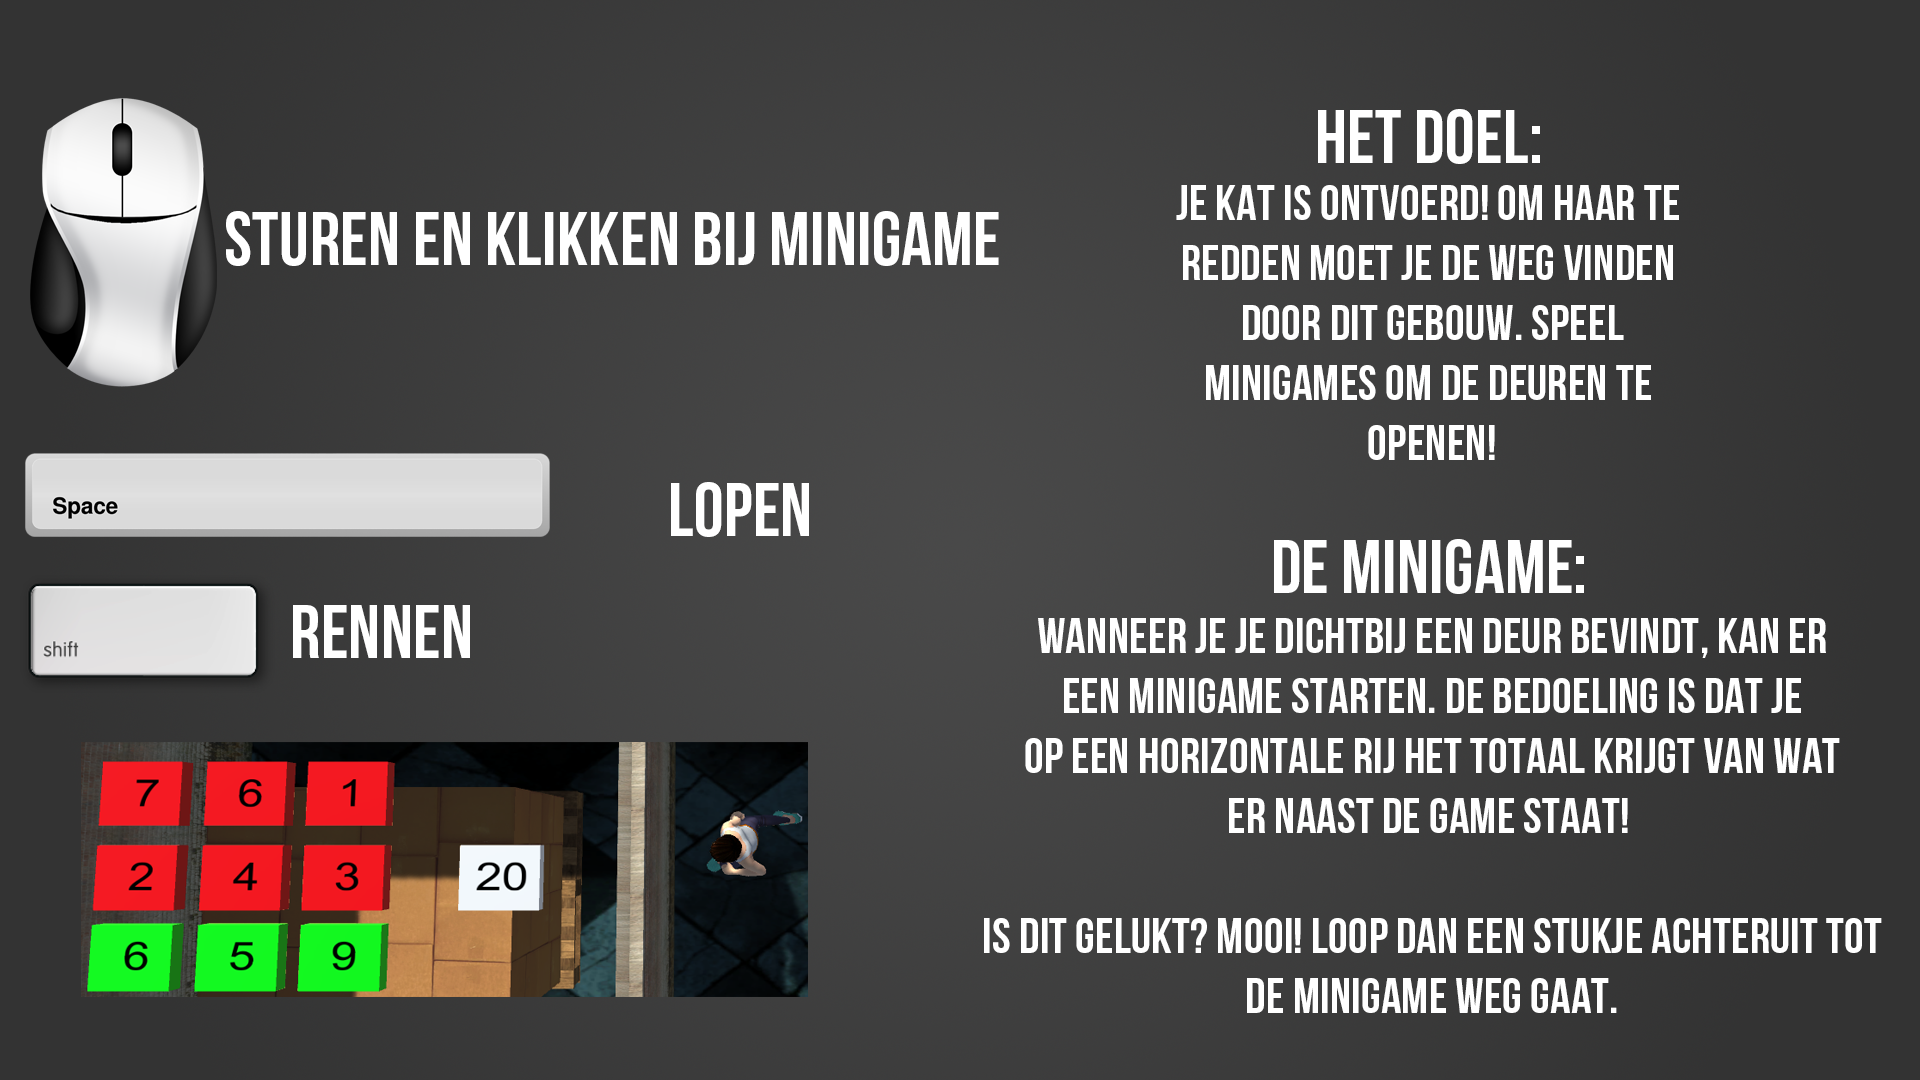 STUREN EN KLIKKEN BIJ MINIGAME
Space
LOPEN
shift
RENNEN
7 6 1
2 4 3
20
6 5 9
HET DOEL:
JE KAT IS ONTVOERD! OM HAAR TE
REDDEN MOET JE DE WEG VINDEN
DOOR DIT GEBOUW. SPEEL
MINIGAMES OM DE DEUREN TE
OPENEN!
DE MINIGAME:
WANNEER JE JE DICHTBIJ EEN DEUR BEVINDT, KAN ER
EEN MINIGAME STARTEN. DE BEDOELING IS DAT JE
OP EEN HORIZONTALE RIJ HET TOTAAL KRIJGT VAN WAT
ER NAAST DE GAME STAAT!
IS DIT GELUKT? MOOI! LOOP DAN EEN STUKJE ACHTERUIT TOT
DE MINIGAME WEG GAAT.